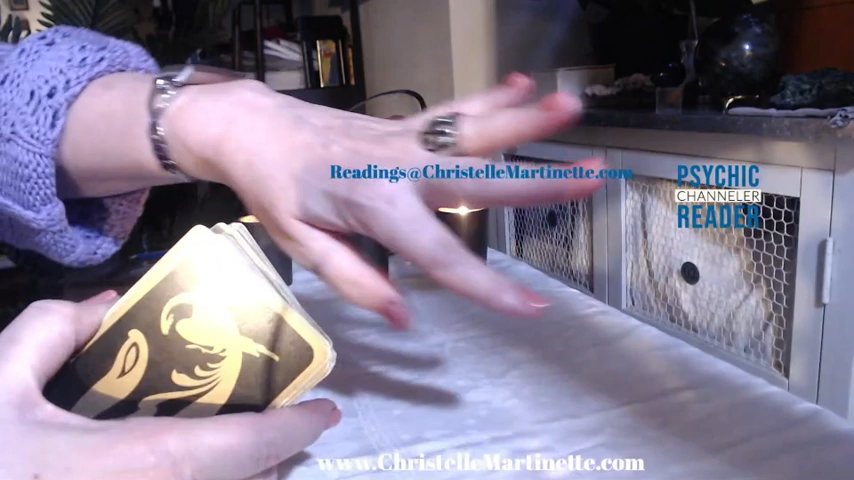 Readings@ChristelleMartinette.com
PSYCHIC
CHANNELER
READER
www.ChristelleMartinette.com